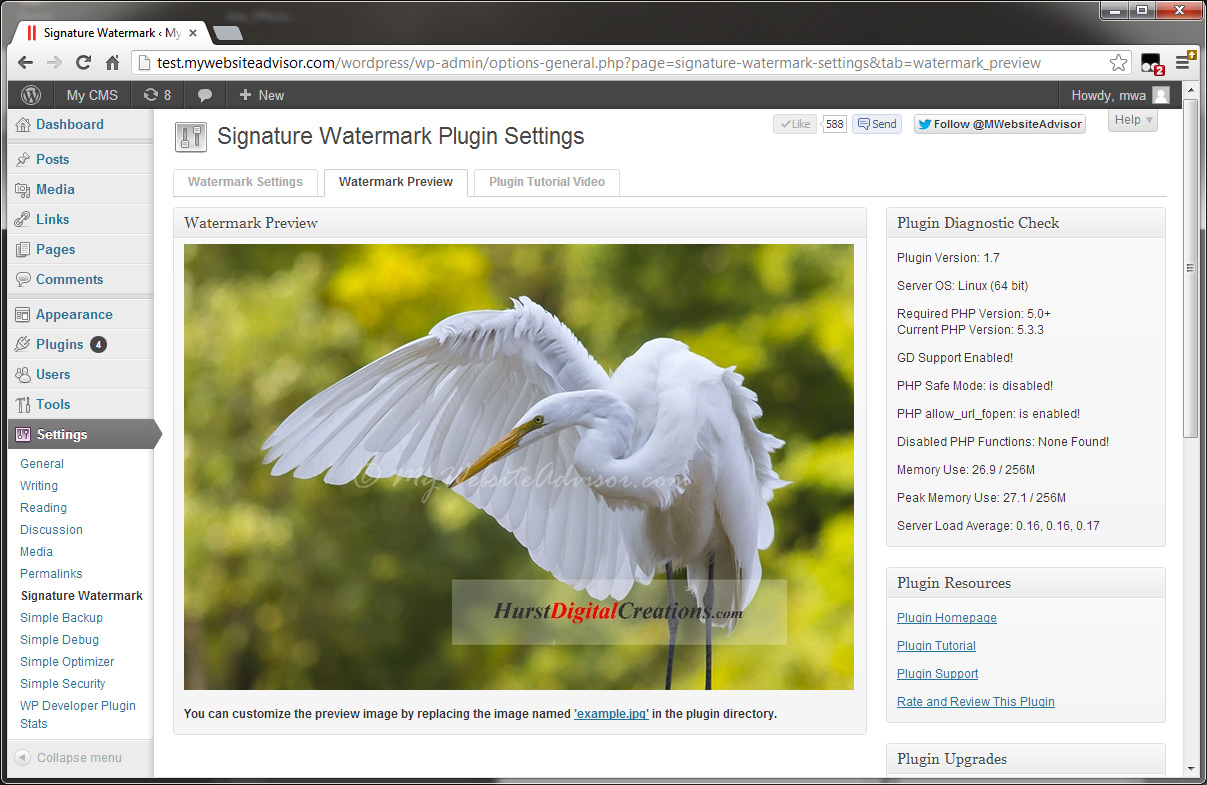 Signature Watermark ‹ My
test.mywebsiteadvisor.com/wordpress/wp-admin/options-general.php?page=signature-watermark-settings&tab=watermark_preview
2
My CMS
8
New
Howdy, mwa
Dashboard
Posts
Media
Links
Pages
Comments
Appearance
Plugins 4
Users
Tools
Settings
General
Writing
Reading
Discussion
Media
Permalinks
Signature Watermark
Simple Backup
Simple Debug
Simple Optimizer
Simple Security
WP Developer Plugin
Stats
Collapse menu
Signature Watermark Plugin Settings
Like
588
Send
Follow @MWebsiteAdvisor
Help
Watermark Settings
Watermark Preview
Plugin Tutorial Video
Watermark Preview
© MyWebsiteAdvisor.com
HurstDigitalCreations.com
You can customize the preview image by replacing the image named 'example.jpg' in the plugin directory.
Plugin Diagnostic Check
Plugin Version: 1.7
Server OS: Linux (64 bit)
Required PHP Version: 5.0+
Current PHP Version: 5.3.3
GD Support Enabled!
PHP Safe Mode: is disabled!
PHP allow_url_fopen: is enabled!
Disabled PHP Functions: None Found!
Memory Use: 26.9 / 256M
Peak Memory Use: 27.1 / 256M
Server Load Average: 0.16, 0.16, 0.17
Plugin Resources
Plugin Homepage
Plugin Tutorial
Plugin Support
Rate and Review This Plugin
Plugin Upgrades